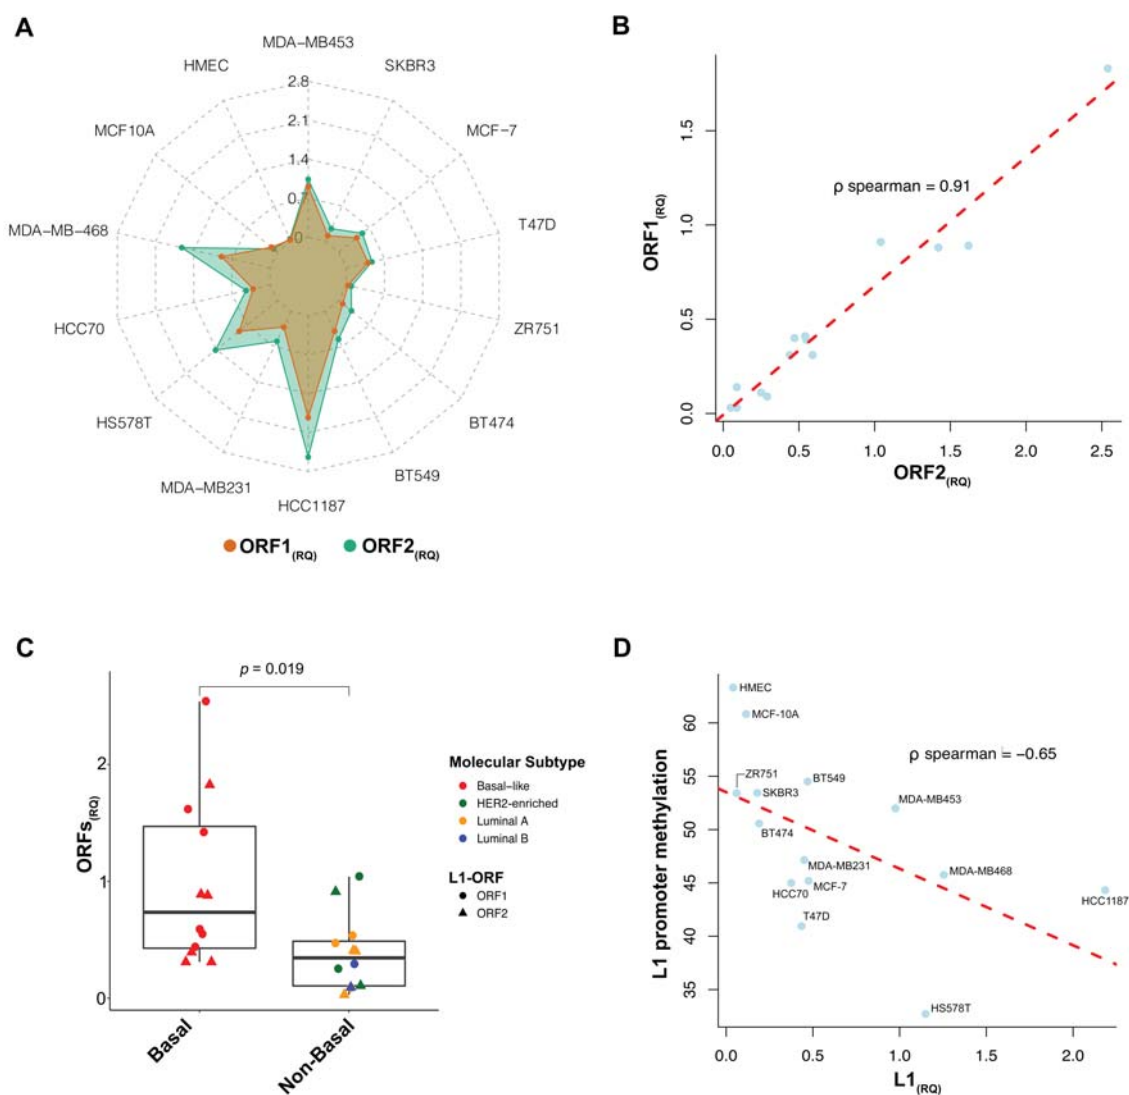 A
MDA-MB453
HMEC
SKBR3
MCF10A
MCF-7
MDA-MB-468
T47D
HCC70
ZR751
HS578T
BT474
MDA-MB231
BT549
HCC1187
2.8
2.1
1.4
0.7
0
ORF1(RQ)
ORF2(RQ)
B
ρ spearman = 0.91
ORF1(RQ)
1.5
1.0
0.5
0.0
0.0 0.5 1.0 1.5 2.0 2.5
ORF2(RQ)
C
p = 0.019
ORFs(RQ)
2
1
0
Basal
Non-Basal
Molecular Subtype
Basal-like
HER2-enriched
Luminal A
Luminal B
L1-ORF
ORF1
ORF2
D
HMEC
MCF-10A
ρ spearman = -0.65
ZR751
BT549
SKBR3
MDA-MB453
BT474
MDA-MB231
MDA-MB468
HCC70
MCF-7
HCC1187
T47D
HS578T
L1 promoter methylation
60
55
50
45
40
35
0.0 0.5 1.0 1.5 2.0
L1(RQ)